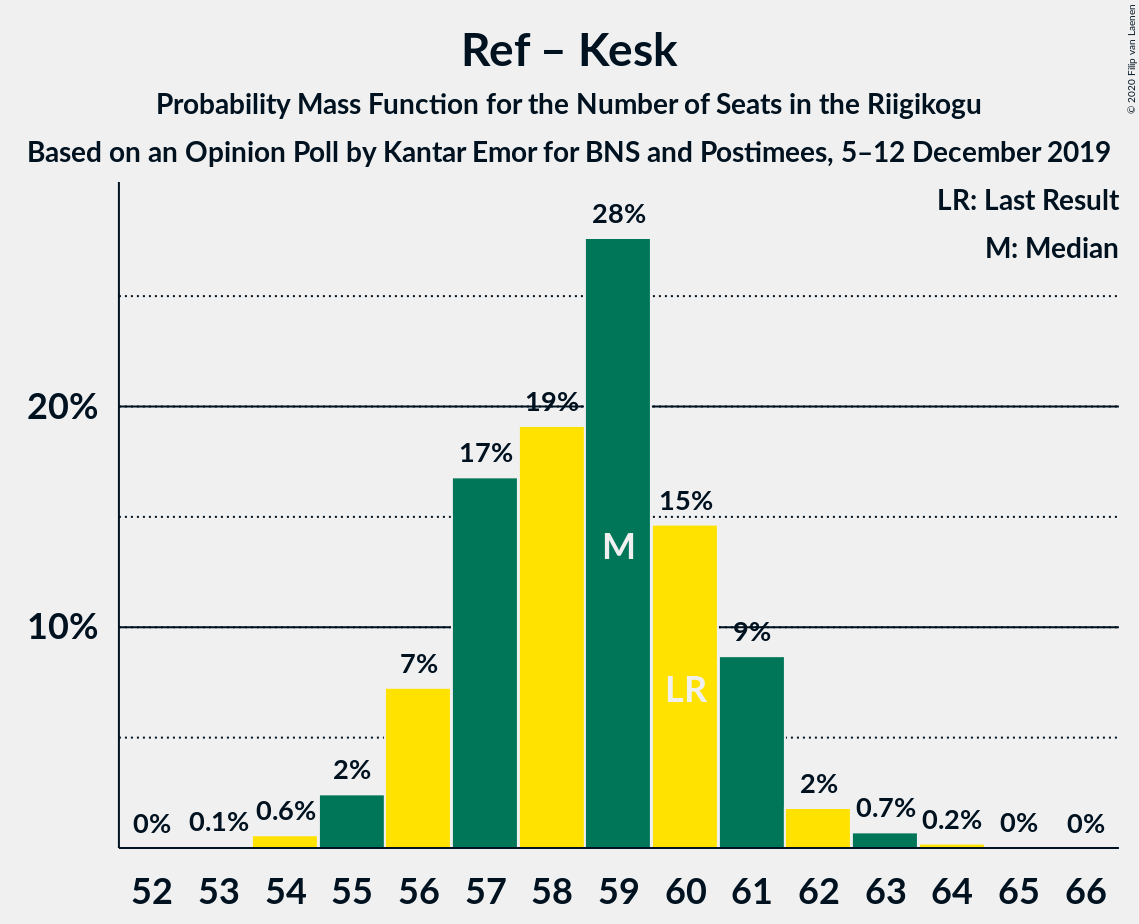 Ref – Kesk
Probability Mass Function for the Number of Seats in the Riigikogu
Based on an Opinion Poll by Kantar Emor for BNS and Postimees, 5–12 December 2019
© 2020 Filip van Laenen
LR: Last Result
M: Median
28%
19%
17%
15%
9%
7%
2%
2%
0%
0.1%
0.6%
0.7%
0.2%
0%
0%
M
LR
20%
10%
52 53 54 55 56 57 58 59 60 61 62 63 64 65 66